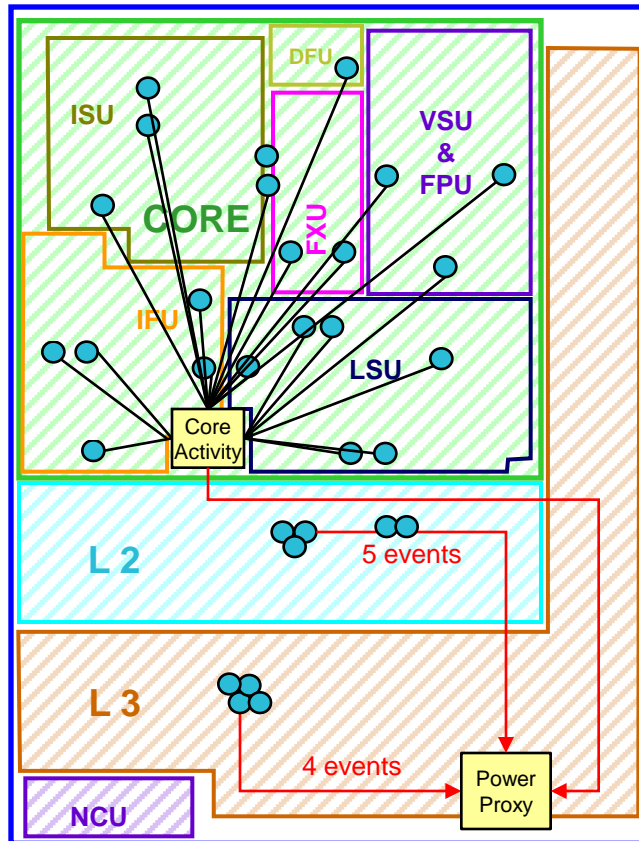 DFU
ISU
VSU
&
FPU
CORE
FXU
IFU
LSU
Core
Activity
L 2
5 events
L 3
4 events
Power
Proxy
NCU